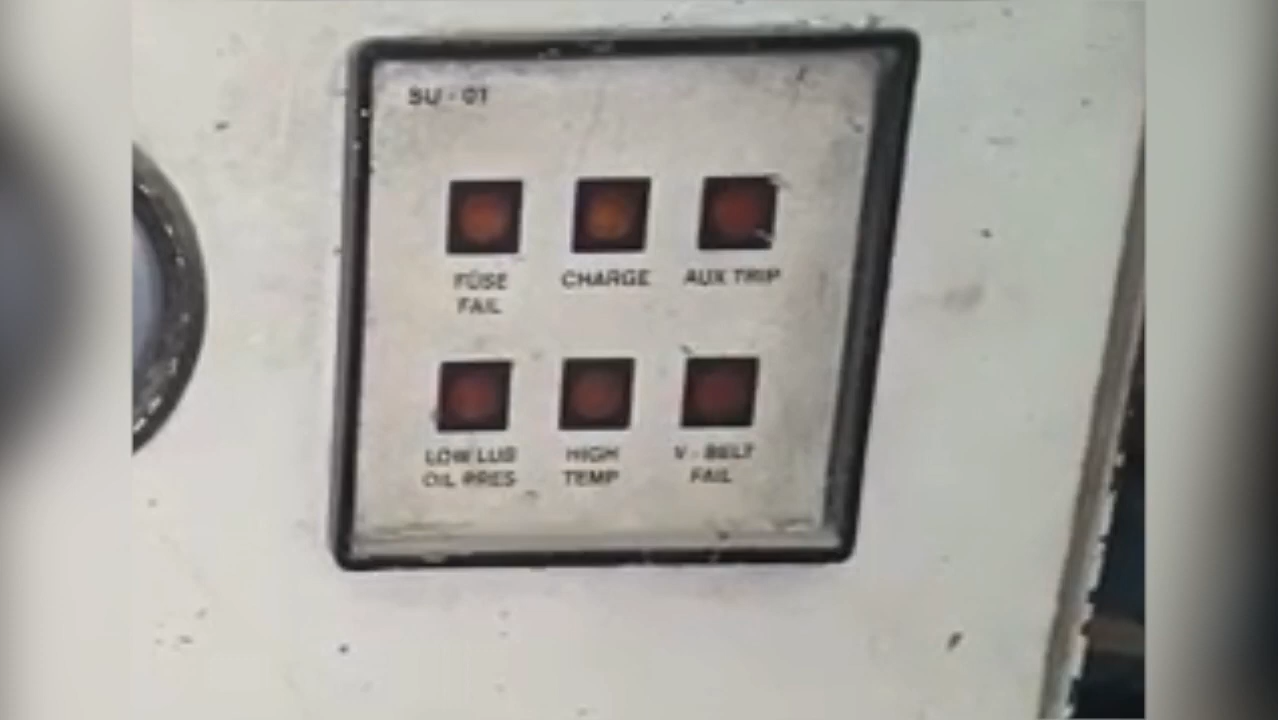 SU - 01
FUSE
FAIL
CHARGE
AUX TRIP
LOW LUB
OIL PRES
HIGH
TEMP
V - BELT
FAIL